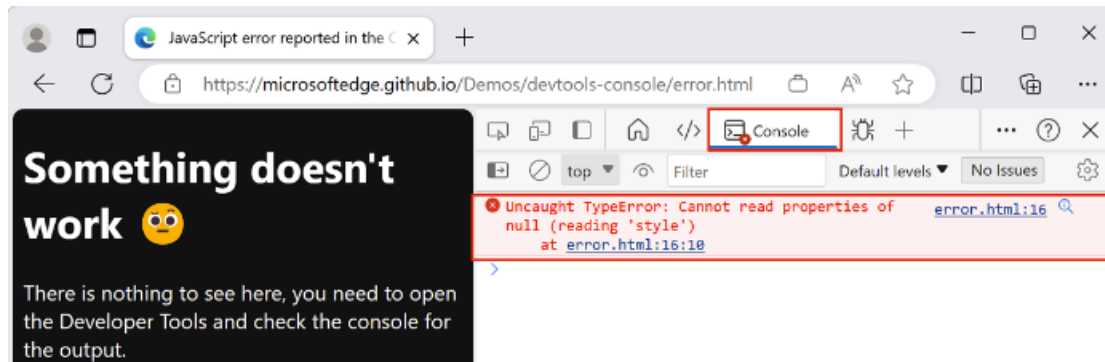 JavaScript error reported in the C
https://microsoftedge.github.io/Demos/devtools-console/error.html
Console
top
Filter
Default levels
No Issues
Something doesn't
work
Uncaught TypeError: Cannot read properties of
error.html:16
null (reading 'style')
at error.html:16:10
There is nothing to see here, you need to open
the Developer Tools and check the console for
the output.